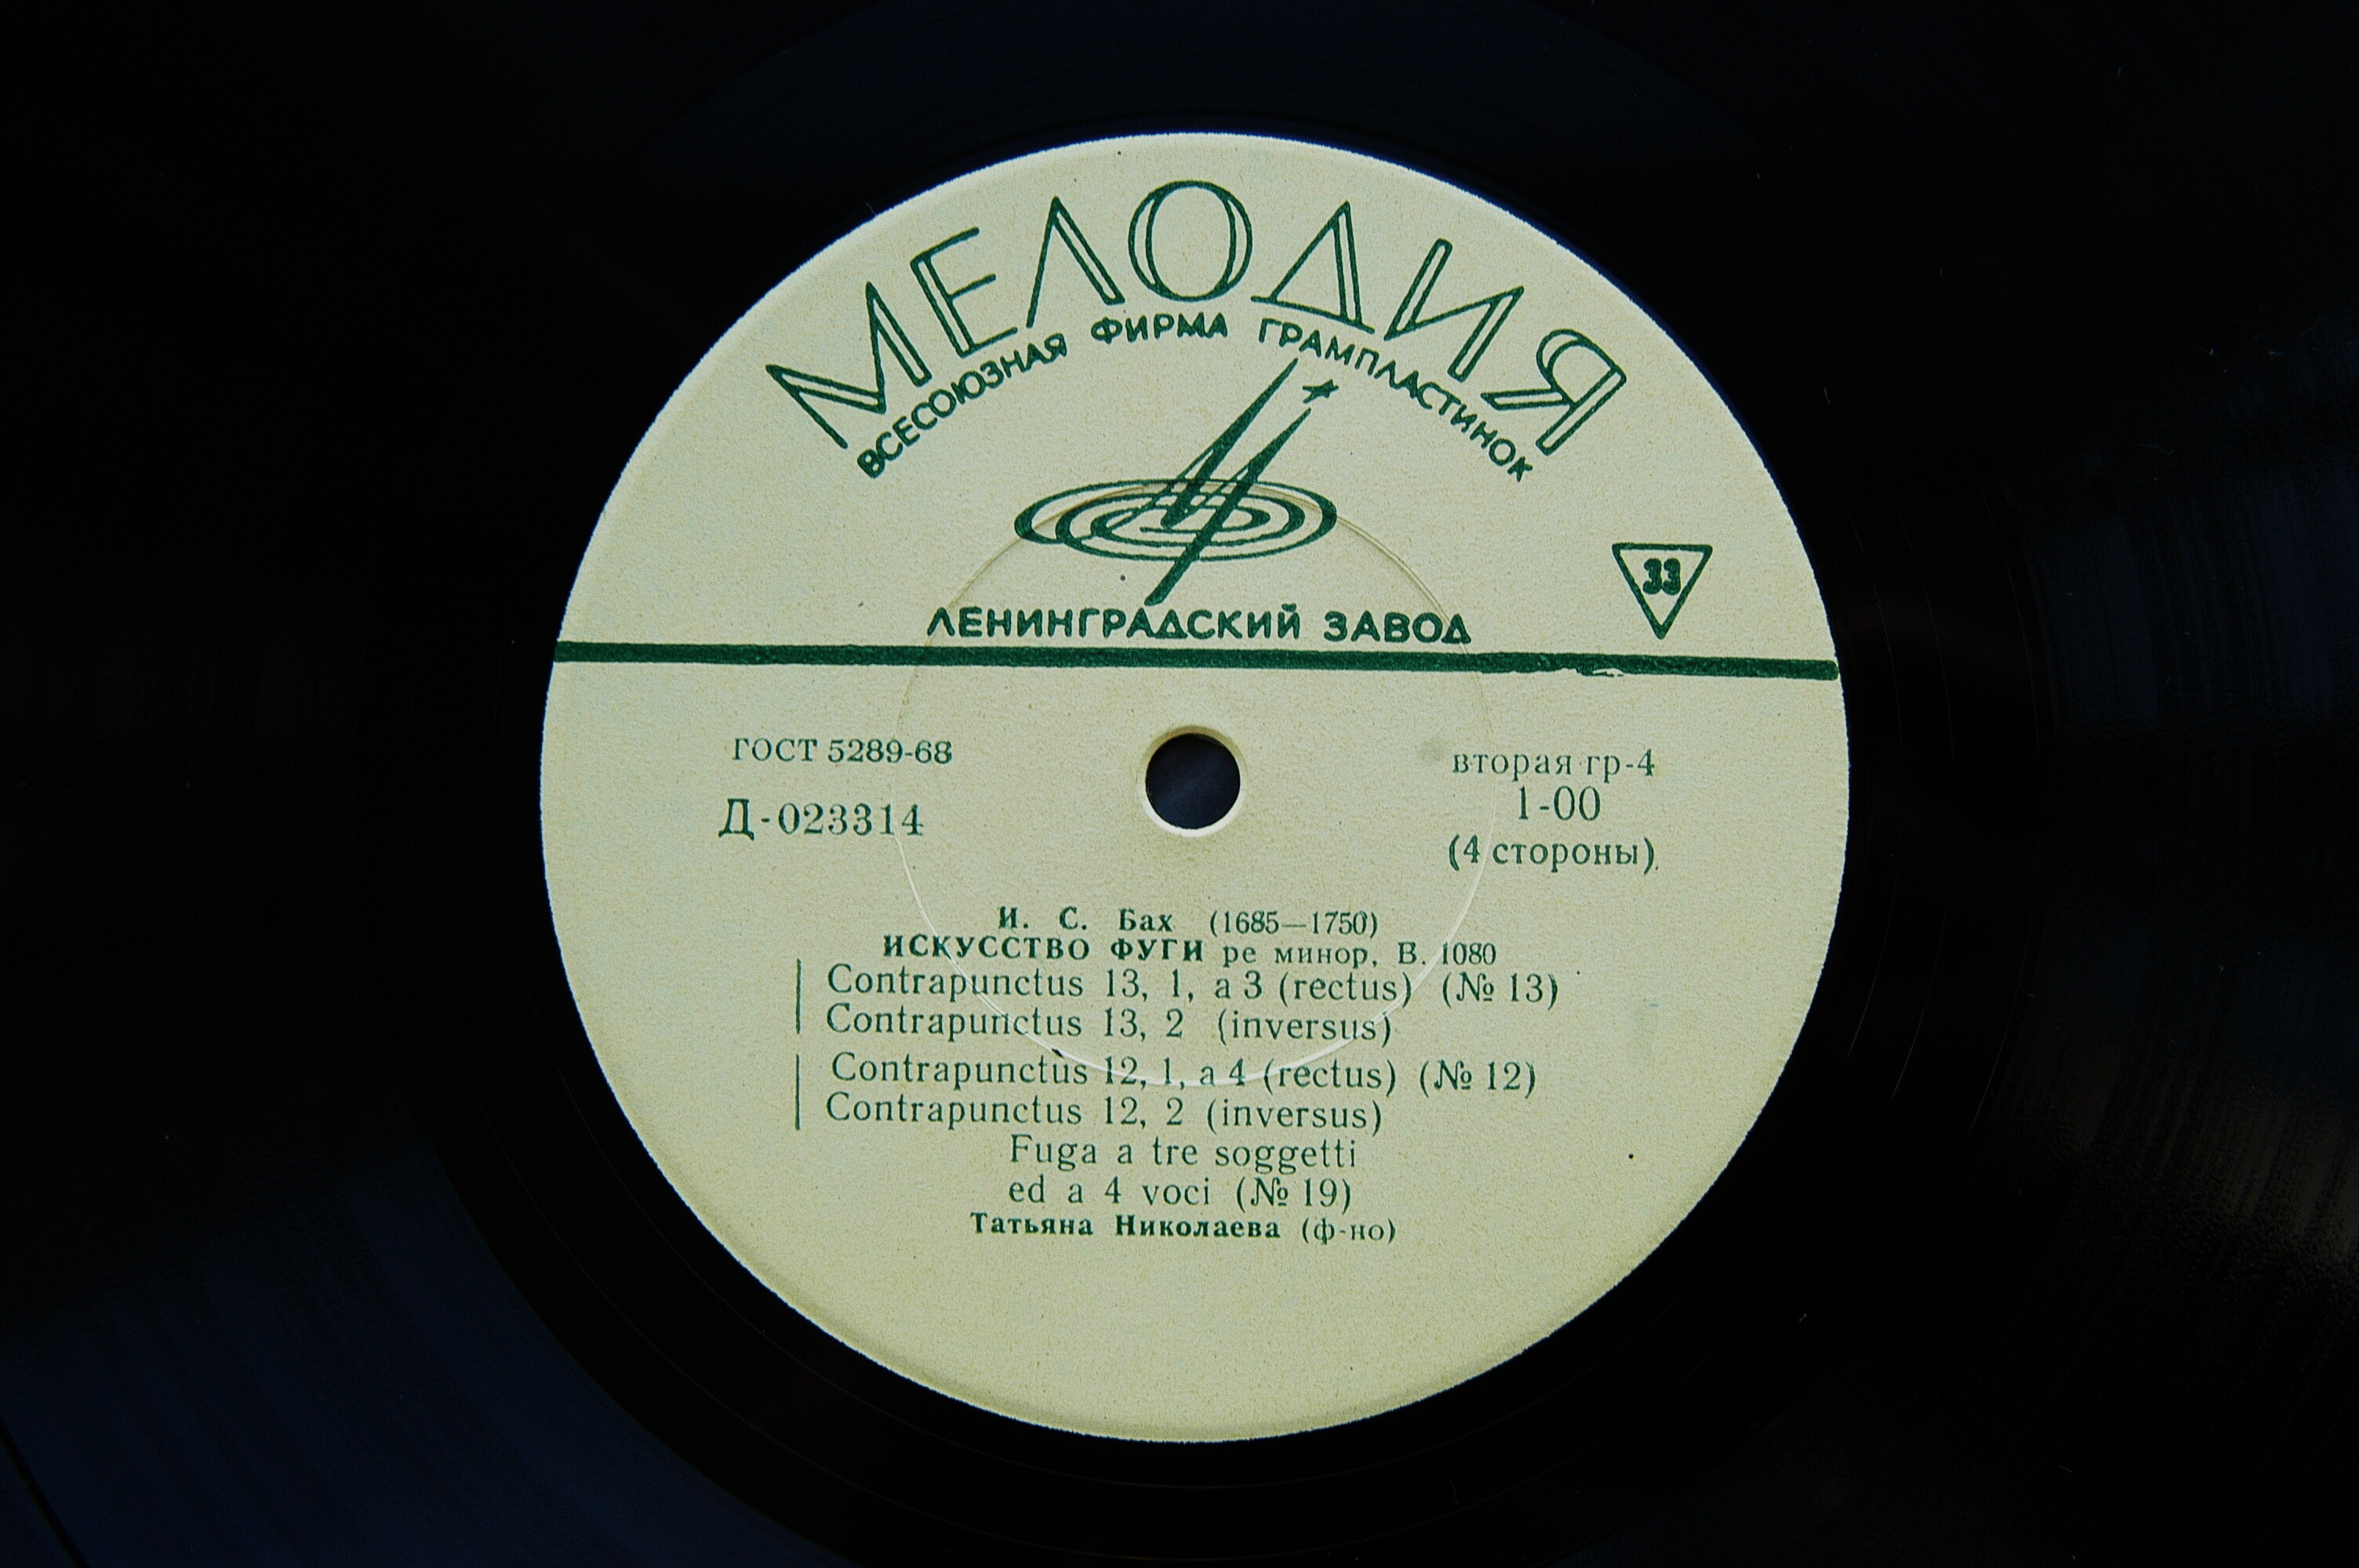 МЕЛОДИЯ
ВСЕСОЮЗНАЯ ФИРМА ГРАМПЛАСТИНОК
33
ЛЕНИНГРАДСКИЙ ЗАВОД
ГОСТ 5289-68
Д-023314
вторая гр-4
1-00
(4 стороны)
И. С. Бах (1685—1750)
ИСКУССТВО ФУГИ ре минор, В. 1080
Contrapunctus 13, 1, a 3 (rectus) (№ 13)
Contrapunctus 13, 2 (inversus)
Contrapunctus 12, 1, a 4 (rectus) (№ 12)
Contrapunctus 12, 2 (inversus)
Fuga a tre soggetti
ed a 4 voci (№ 19)
Татьяна Николаева (ф-но)